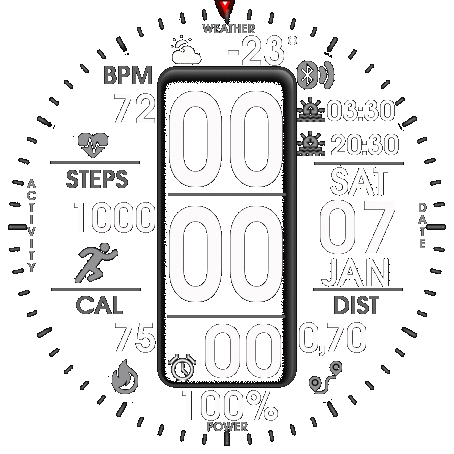 WEATHER
-23°
BPM
72
00
03:30
20:30
STEPS
1000
SAT
07
JAN
00
ACTIVITY
DATE
CAL
75
DIST
0,70
00
100%
POWER